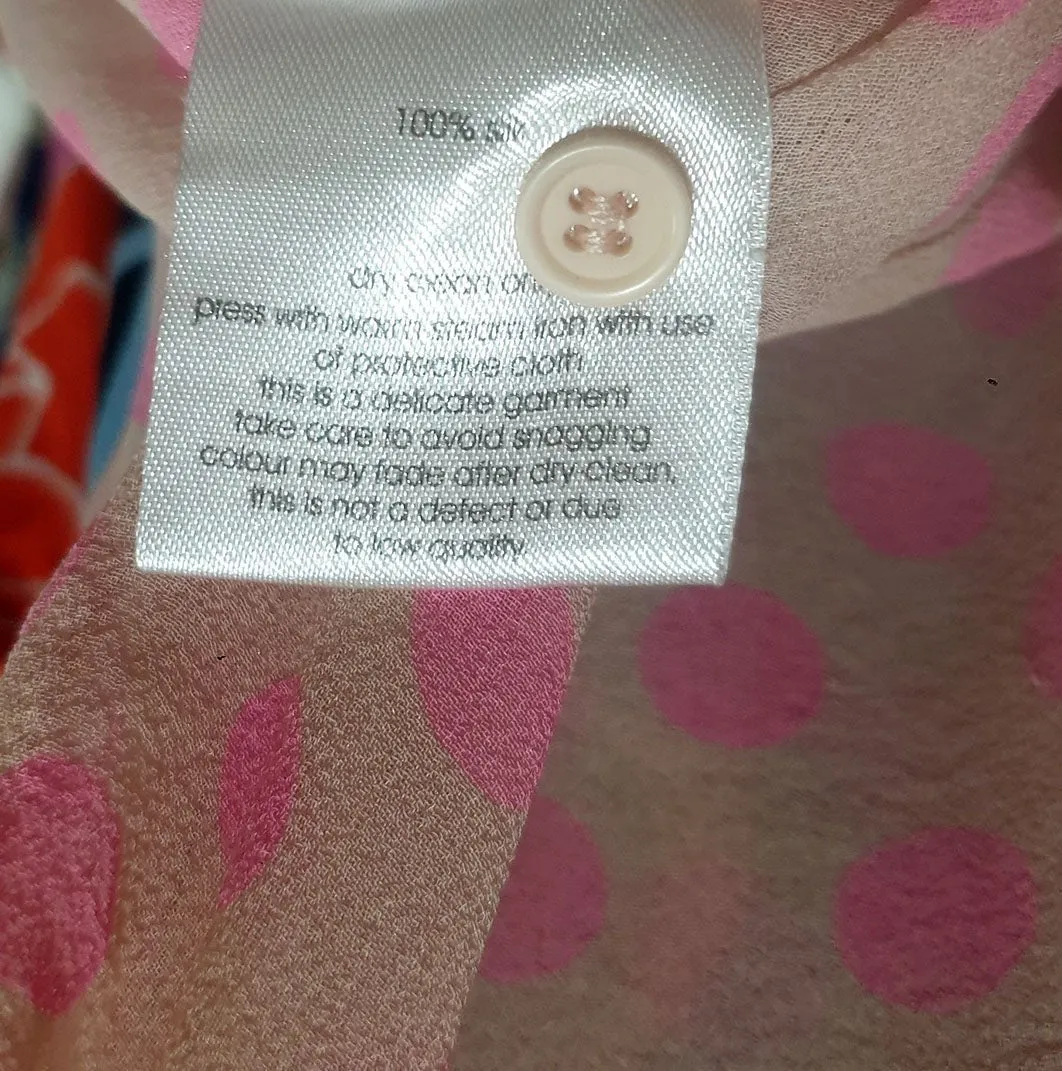 100% silk
dry clean on
press with warm steam iron with use
of protective cloth
this is a delicate garment
take care to avoid snagging
colour may fade after dry-clean,
this is not a defect or due
to low quality